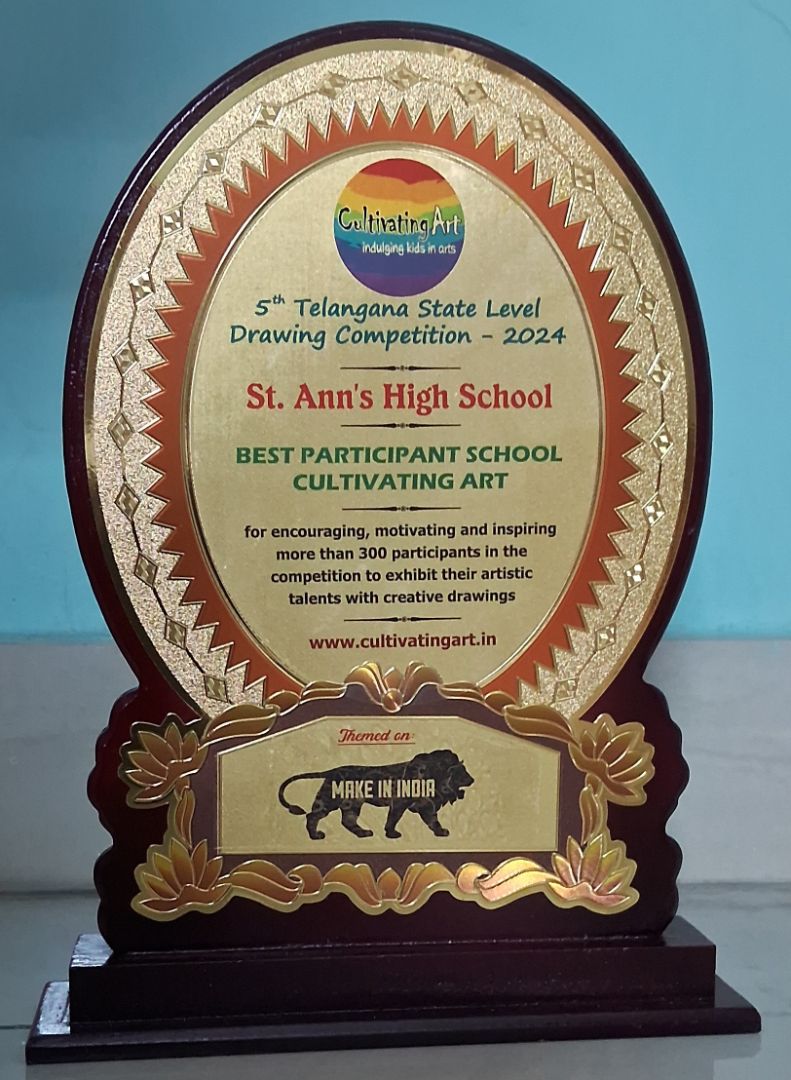 CultivatingArt
indulging kids in arts
5th Telangana State Level
Drawing Competition - 2024
St. Ann's High School
BEST PARTICIPANT SCHOOL
CULTIVATING ART
for encouraging, motivating and inspiring
more than 300 participants in the
competition to exhibit their artistic
talents with creative drawings
www.cultivatingart.in
Themed on:
MAKE IN INDIA